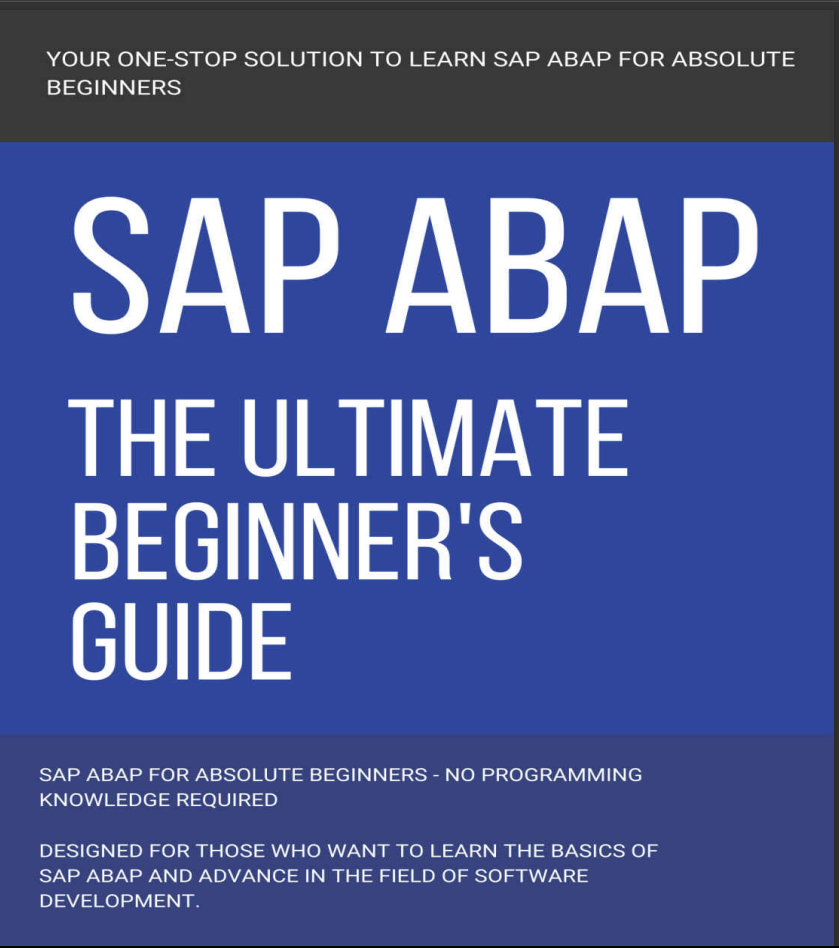 YOUR ONE-STOP SOLUTION TO LEARN SAP ABAP FOR ABSOLUTE
BEGINNERS
SAP ABAP
THE ULTIMATE
BEGINNER'S
GUIDE
SAP ABAP FOR ABSOLUTE BEGINNERS - NO PROGRAMMING
KNOWLEDGE REQUIRED
DESIGNED FOR THOSE WHO WANT TO LEARN THE BASICS OF
SAP ABAP AND ADVANCE IN THE FIELD OF SOFTWARE
DEVELOPMENT.